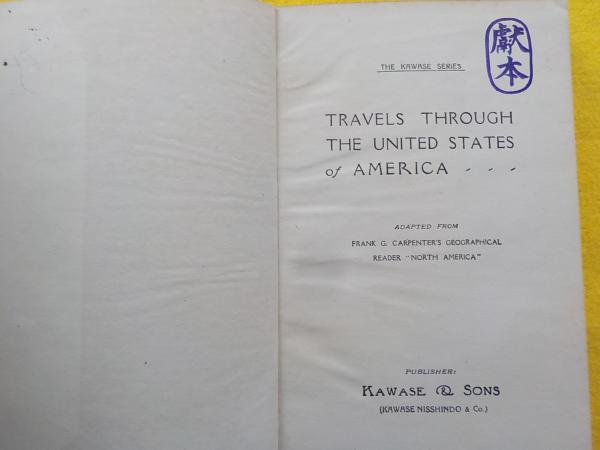 献
本
THE KAWASE SERIES
TRAVELS THROUGH
THE UNITED STATES
of AMERICA - - -
ADAPTED FROM
FRANK G. CARPENTER'S GEOGRAPHICAL
READER "NORTH AMERICA"
PUBLISHER:
KAWASE & SONS
(KAWASE NISSHINDO & Co.)